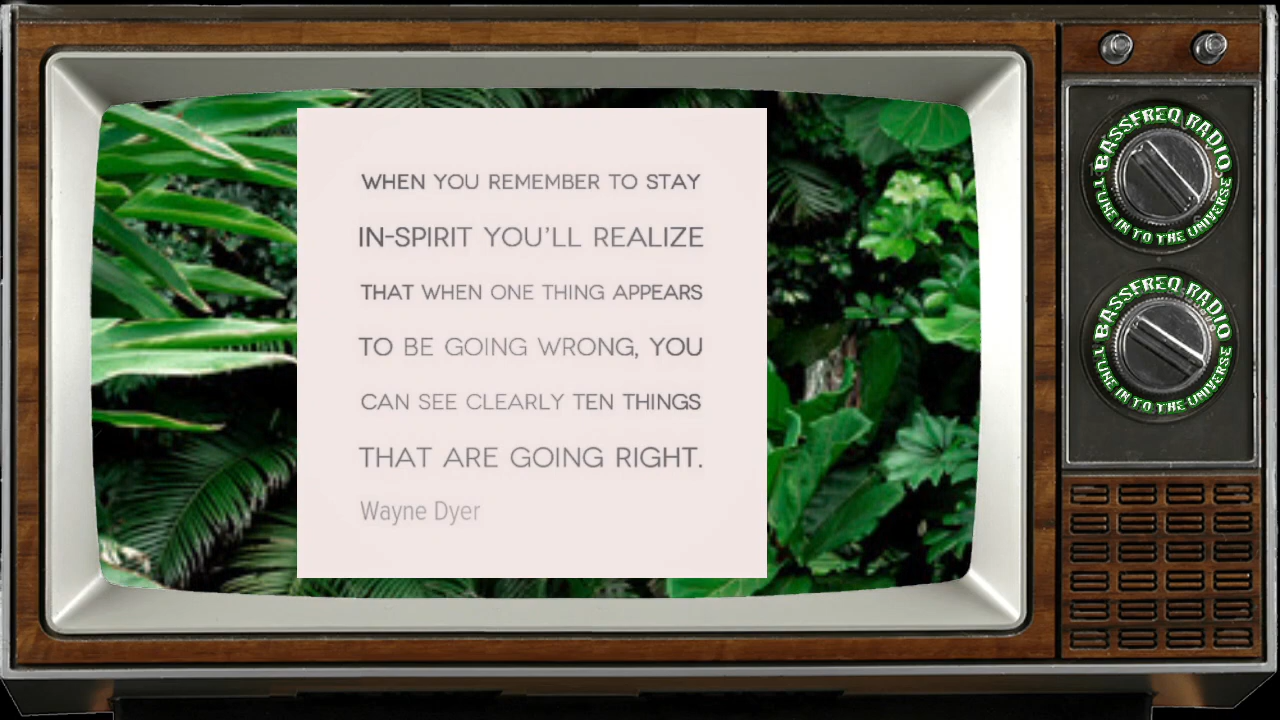 WHEN YOU REMEMBER TO STAY
IN-SPIRIT YOU'LL REALIZE
THAT WHEN ONE THING APPEARS
TO BE GOING WRONG, YOU
CAN SEE CLEARLY TEN THINGS
THAT ARE GOING RIGHT.
Wayne Dyer
BASSFREQ RADIO
TUNE IN TO THE UNIVERSE
BASSFREQ RADIO
TUNE IN TO THE UNIVERSE